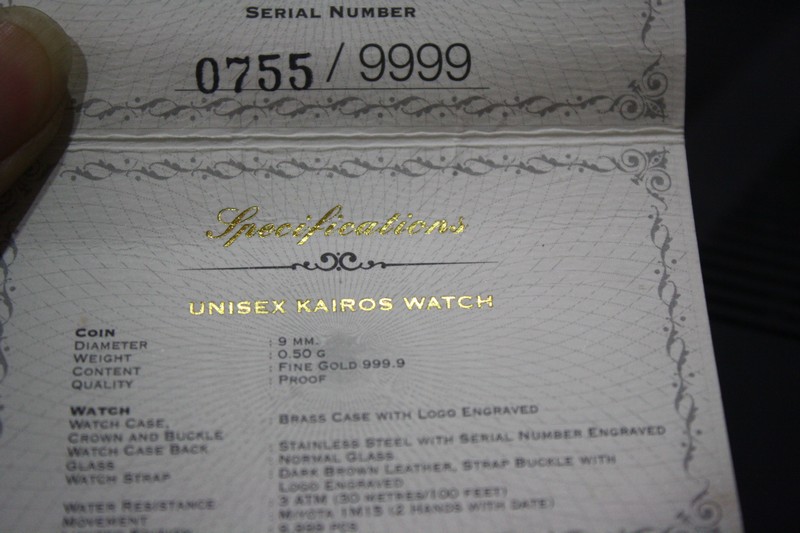 SERIAL NUMBER
0755 / 9999
Specifications
UNISEX KAIROS WATCH
COIN
DIAMETER : 9 MM.
WEIGHT : 0.50 G
CONTENT : FINE GOLD 999.9
QUALITY : PROOF
WATCH
WATCH CASE, : BRASS CASE WITH LOGO ENGRAVED
CROWN AND BUCKLE
WATCH CASE BACK : STAINLESS STEEL WITH SERIAL NUMBER ENGRAVED
GLASS : NORMAL GLASS
WATCH STRAP : DARK BROWN LEATHER, STRAP BUCKLE WITH
LOGO ENGRAVED
WATER RESISTANCE : 3 ATM (30 METRES/100 FEET)
MOVEMENT : MIYOTA 1M15 (2 HANDS WITH DATE)
: 9,999 PCS